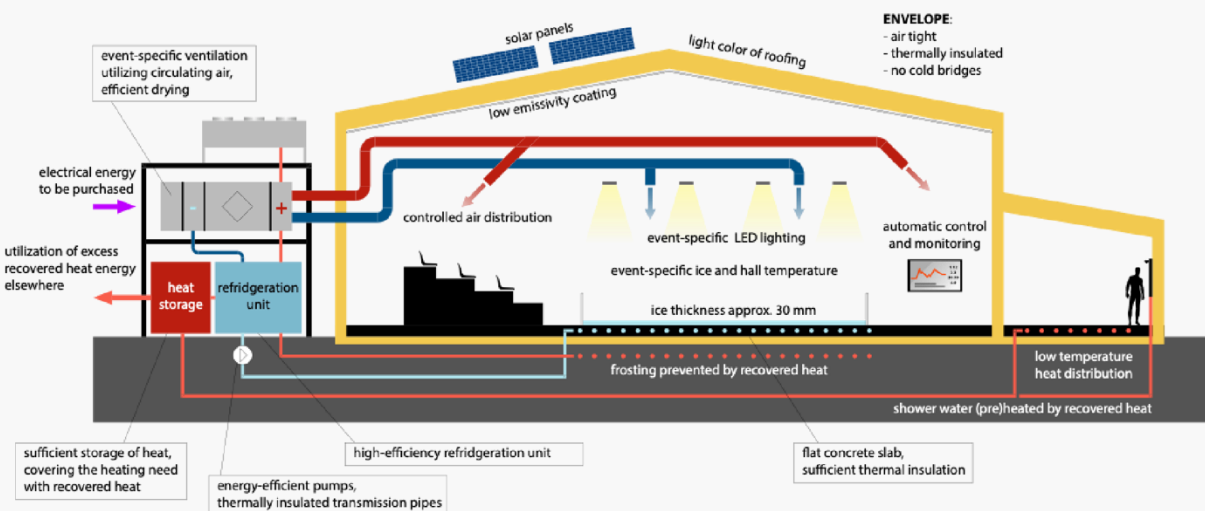 solar panels
light color of roofing
low emissivity coating
ENVELOPE:
- air tight
- thermally insulated
- no cold bridges
event-specific ventilation
utilizing circulating air,
efficient drying
electrical energy
to be purchased
-
+
utilization of excess
recovered heat energy
elsewhere
heat
storage
refridgeration
unit
controlled air distribution
event-specific LED lighting
event-specific ice and hall temperature
ice thickness approx. 30 mm
automatic control
and monitoring
frosting prevented by recovered heat
low temperature
heat distribution
shower water (pre)heated by recovered heat
sufficient storage of heat,
covering the heating need
with recovered heat
energy-efficient pumps,
thermally insulated transmission pipes
high-efficiency refridgeration unit
flat concrete slab,
sufficient thermal insulation